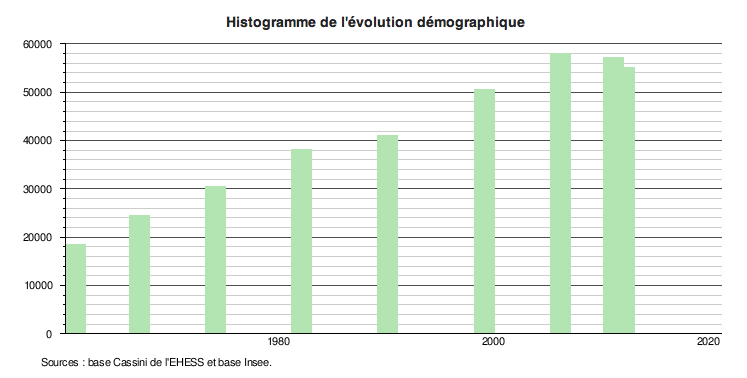 Histogramme de l'évolution démographique
60000
50000
40000
30000
20000
10000
0
1980 2000 2020
Sources : base Cassini de l'EHESS et base Insee.